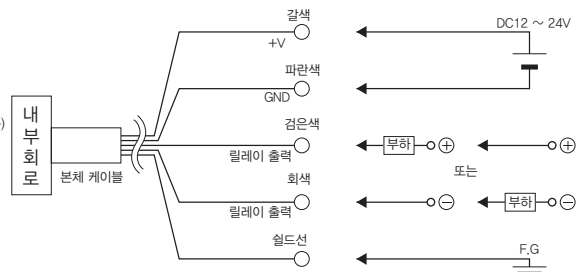 갈색
+V
DC12 ~ 24V
파란색
GND
검은색
내부회로
본체 케이블
릴레이 출력
부하
⊕
⊕
또는
회색
릴레이 출력
⊖
부하
⊖
쉴드선
F.G
)